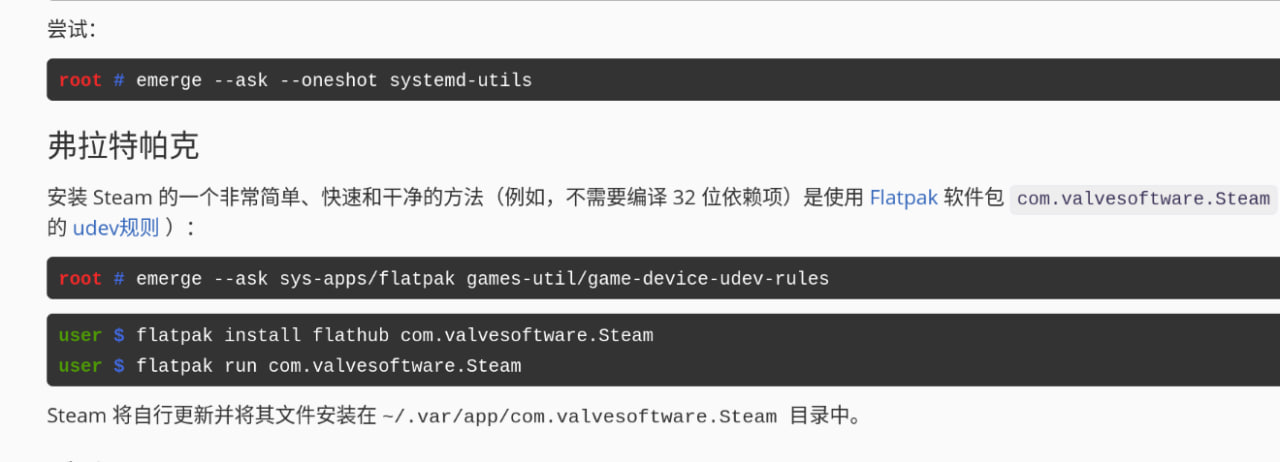 尝试：
root # emerge --ask --oneshot systemd-utils
弗拉特帕克
安装 Steam 的一个非常简单、快速和干净的方法（例如，不需要编译 32 位依赖项）是使用 Flatpak 软件包 com.valvesoftware.Steam
的 udev规则 ）：
root # emerge --ask sys-apps/flatpak games-util/game-device-udev-rules
user $ flatpak install flathub com.valvesoftware.Steam
user $ flatpak run com.valvesoftware.Steam
Steam 将自行更新并将其文件安装在 ~/.var/app/com.valvesoftware.Steam 目录中。